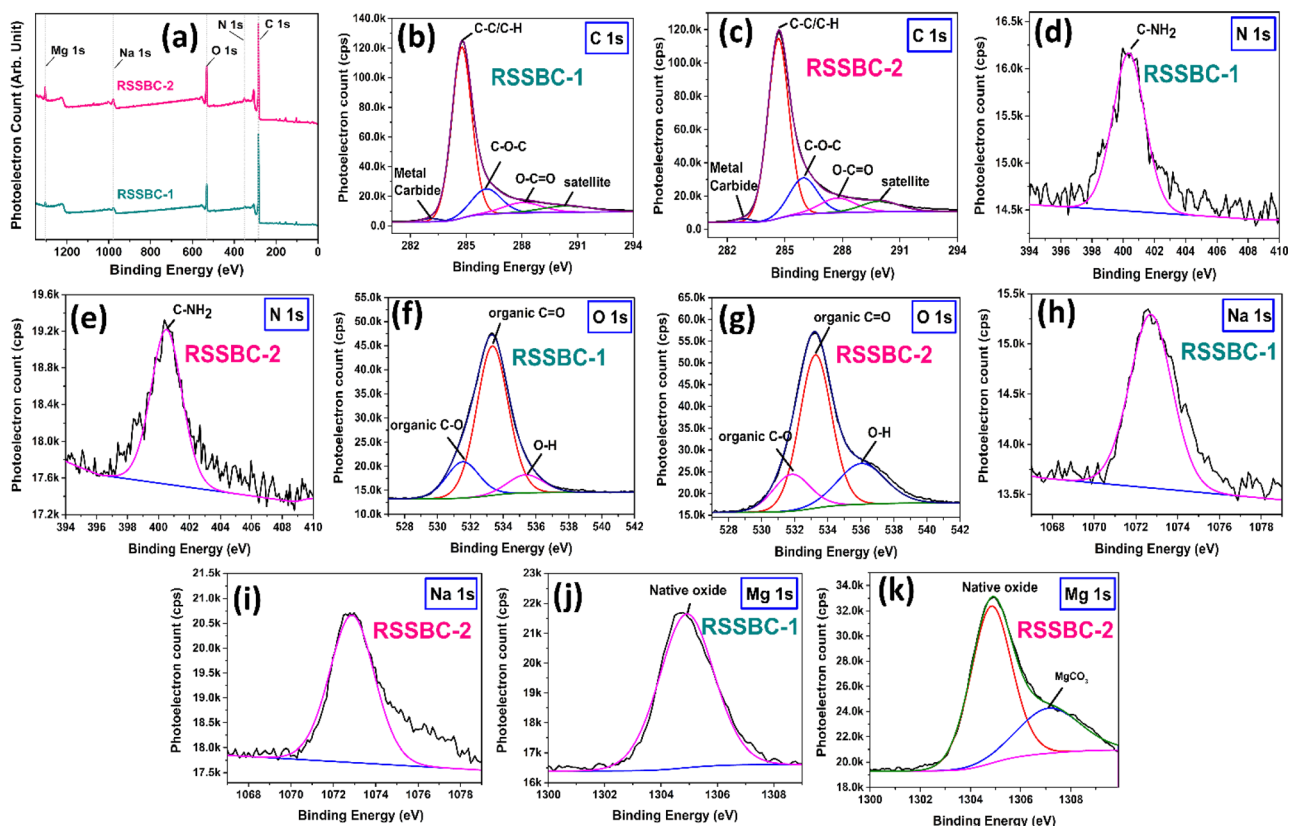 (a)
Photoelectron Count (Arb. Unit)
Mg 1s
Na 1s
N 1s
O 1s
C 1s
RSSBC-2
RSSBC-1
1200 1000 800 600 400 200 0
Binding Energy (eV)
(b)
C 1s
Photoelectron count (cps)
140.0k
120.0k
100.0k
80.0k
60.0k
40.0k
20.0k
0.0
C-C/C-H
RSSBC-1
C-O-C
O-C=O
Metal
Carbide
satellite
282 285 288 291 294
Binding Energy (eV)
(c)
C 1s
Photoelectron count (cps)
120.0k
100.0k
80.0k
60.0k
40.0k
20.0k
0.0
C-C/C-H
RSSBC-2
C-O-C
O-C=O
Metal
Carbide
satellite
282 285 288 291 294
Binding Energy (eV)
(d)
N 1s
Photoelectron count (cps)
16.5k
16.0k
15.5k
15.0k
14.5k
C-NH2
RSSBC-1
394 396 398 400 402 404 406 408 410
Binding Energy (eV)
(e)
N 1s
Photoelectron count (cps)
19.6k
19.2k
18.8k
18.4k
18.0k
17.6k
17.2k
C-NH2
RSSBC-2
394 396 398 400 402 404 406 408 410
Binding Energy (eV)
(f)
O 1s
Photoelectron count (cps)
55.0k
50.0k
45.0k
40.0k
35.0k
30.0k
25.0k
20.0k
15.0k
10.0k
organic C=O
RSSBC-1
organic C-O
O-H
528 530 532 534 536 538 540 542
Binding Energy (eV)
(g)
O 1s
Photoelectron count (cps)
65.0k
60.0k
55.0k
50.0k
45.0k
40.0k
35.0k
30.0k
25.0k
20.0k
15.0k
organic C=O
RSSBC-2
organic C-O
O-H
528 530 532 534 536 538 540 542
Binding Energy (eV)
(h)
Na 1s
Photoelectron count (cps)
15.5k
15.0k
14.5k
14.0k
13.5k
RSSBC-1
1068 1070 1072 1074 1076 1078
Binding Energy (eV)
(i)
Na 1s
Photoelectron count (cps)
21.5k
21.0k
20.5k
20.0k
19.5k
19.0k
18.5k
18.0k
17.5k
RSSBC-2
1068 1070 1072 1074 1076 1078
Binding Energy (eV)
(j)
Mg 1s
Photoelectron count (cps)
23k
22k
21k
20k
19k
18k
17k
16k
Native oxide
RSSBC-1
1300 1302 1304 1306 1308
Binding Energy (eV)
(k)
Mg 1s
Photoelectron count (cps)
34.0k
32.0k
30.0k
28.0k
26.0k
24.0k
22.0k
20.0k
18.0k
Native oxide
RSSBC-2
MgCO3
1300 1302 1304 1306 1308
Binding Energy (eV)